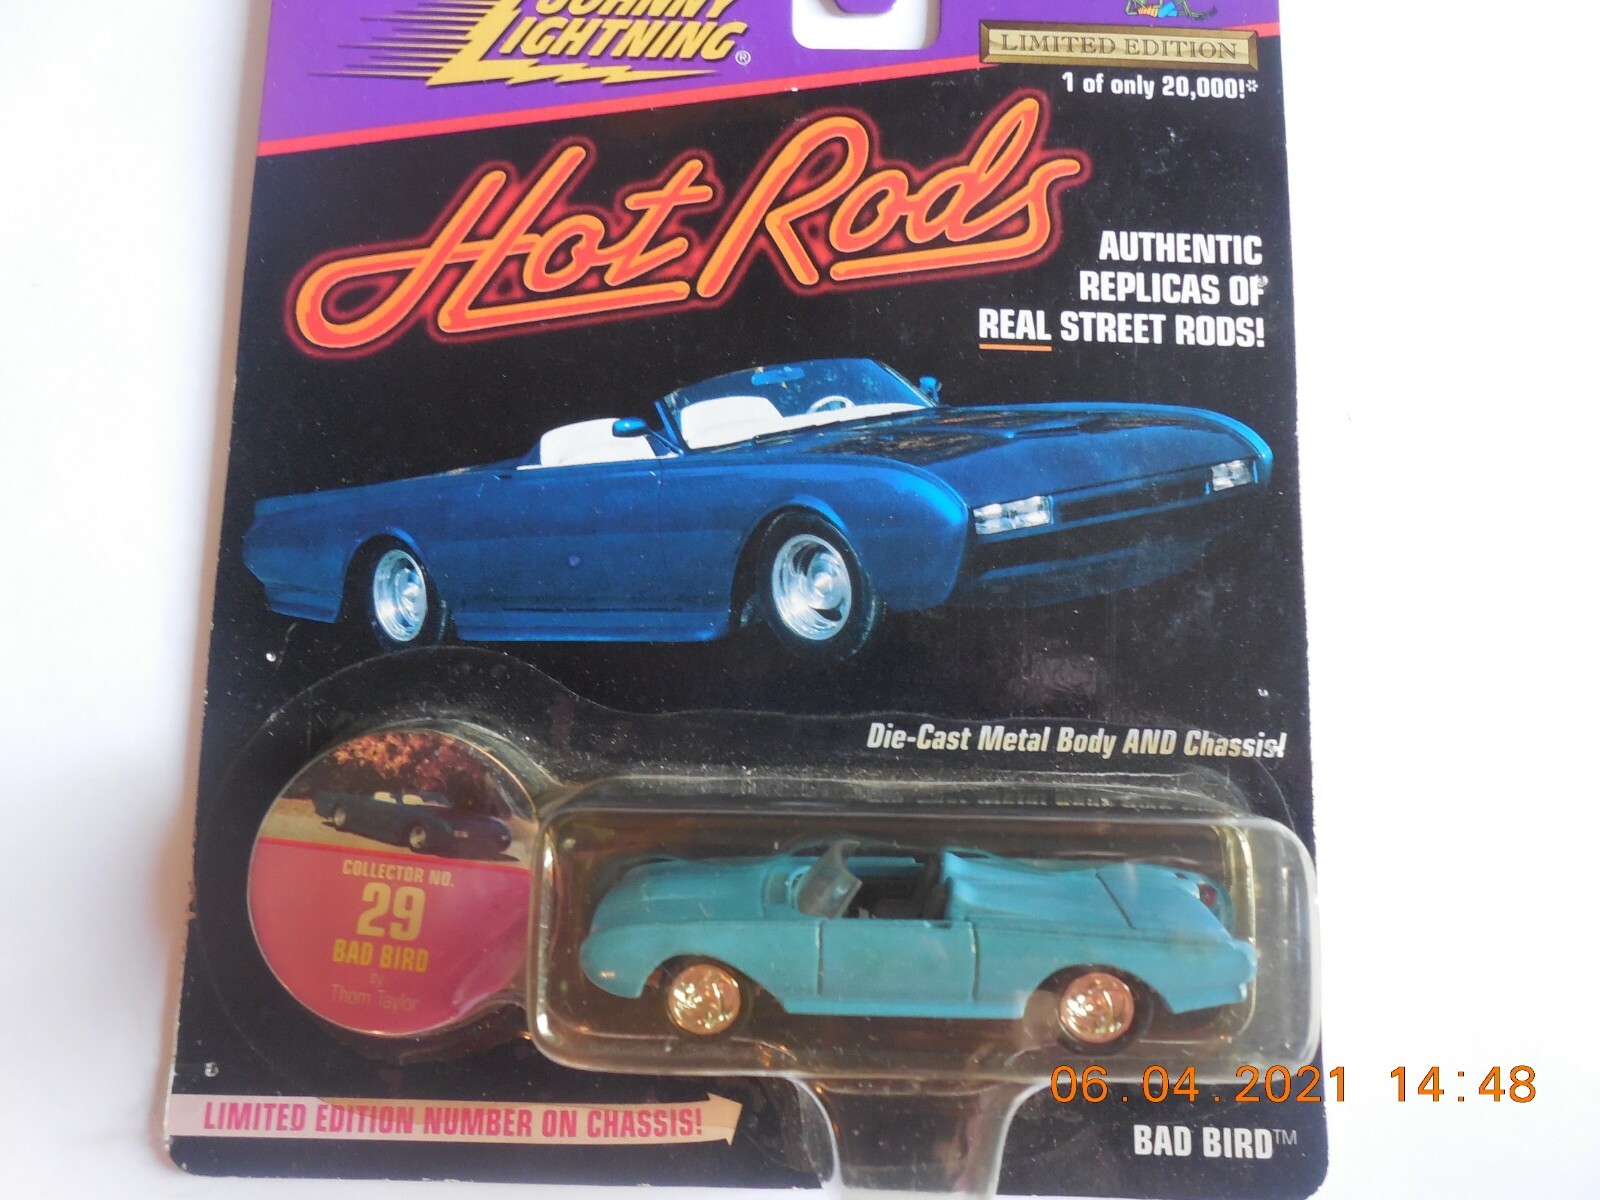 JOHNNY
LIGHTNING®
LIMITED EDITION
1 of only 20,000!*
Hot Rods
AUTHENTIC
REPLICAS OF
REAL STREET RODS!
Die-Cast Metal Body AND Chassis!
COLLECTOR NO.
29
BAD BIRD
by
Thom Taylor
LIMITED EDITION NUMBER ON CHASSIS!
BAD BIRD™
06.04.2021 14:48